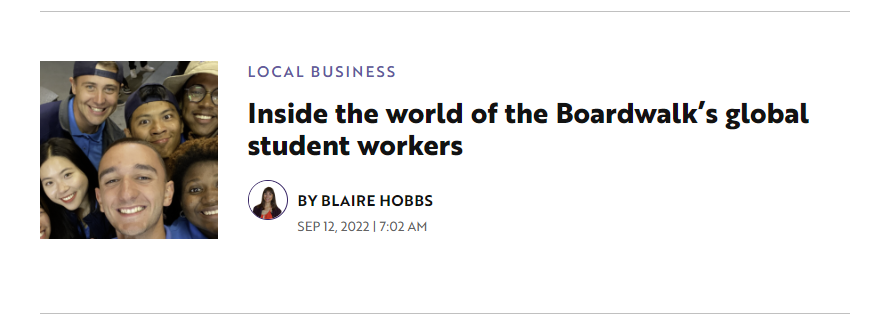 LOCAL BUSINESS
Inside the world of the Boardwalk’s global
student workers
BY BLAIRE HOBBS
SEP 12, 2022 | 7:02 AM